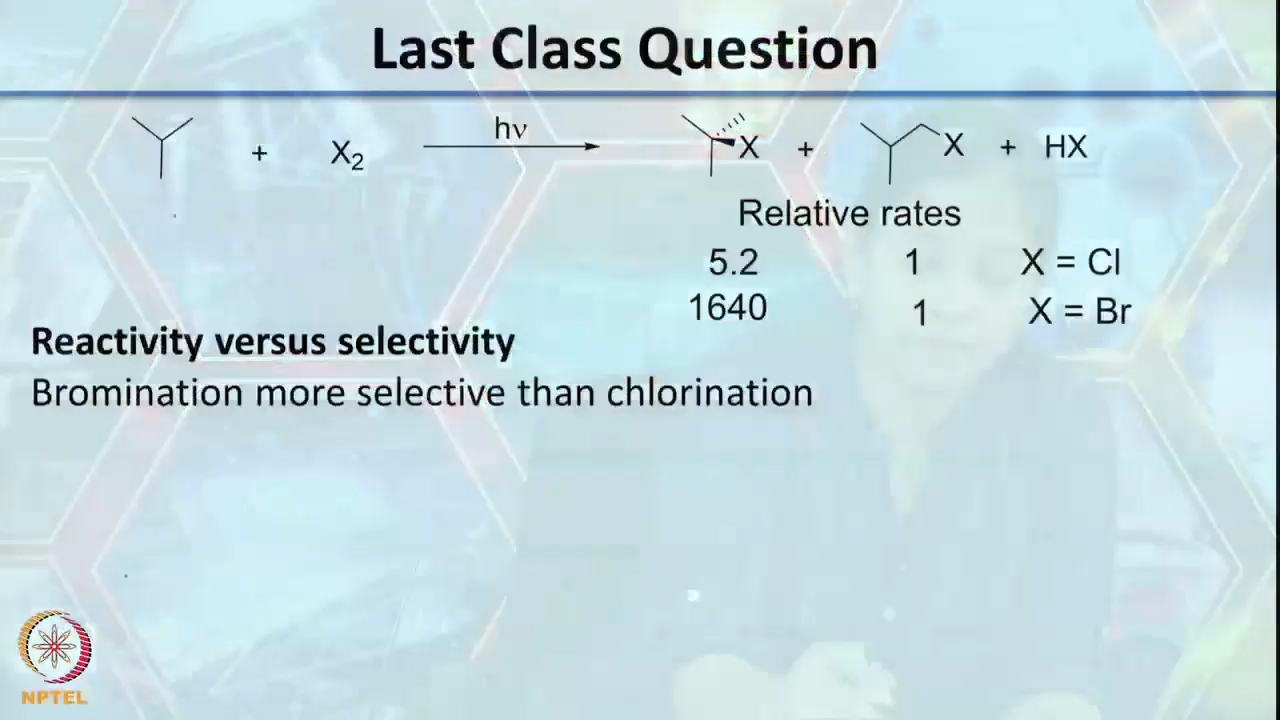 Last Class Question
+ X₂ hν X + X + HX
Relative rates
5.2 1 X = Cl
1640 1 X = Br
Reactivity versus selectivity
Bromination more selective than chlorination
NPTEL